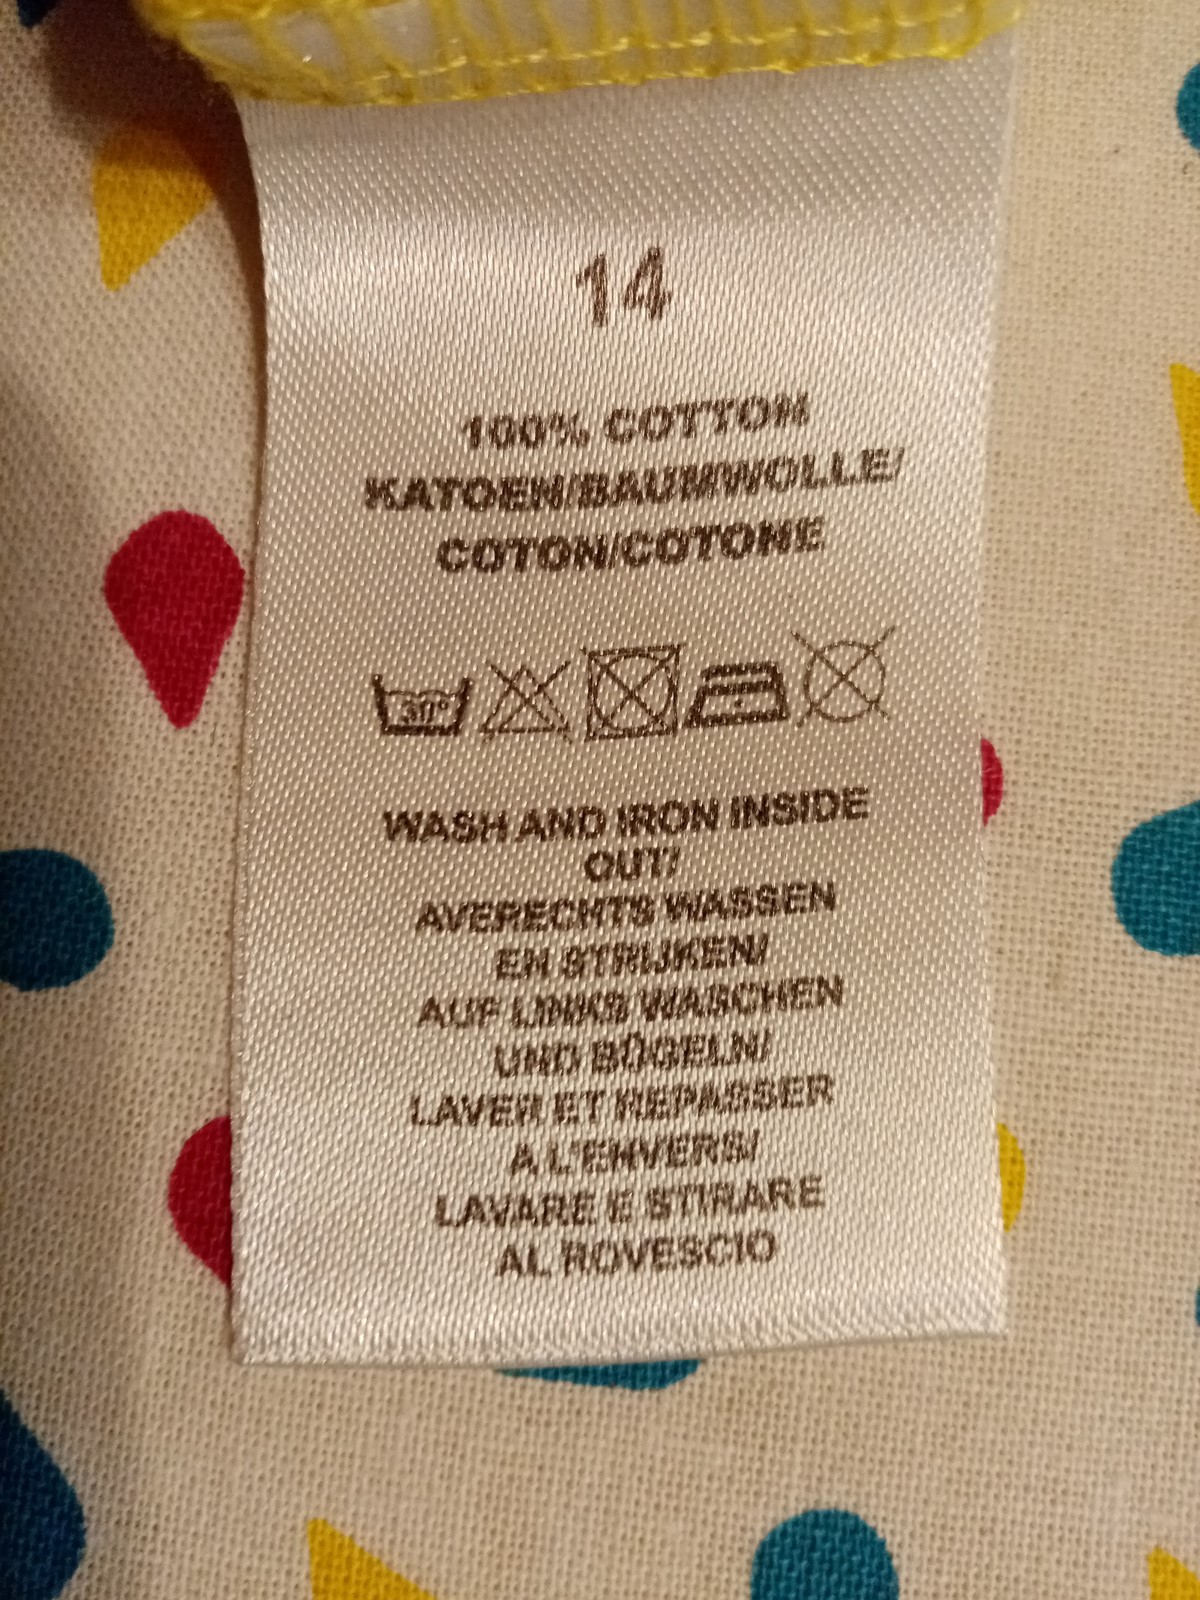 14
100% COTTON
KATOEN/BAUMWOLLE/
COTON/COTONE
30°
WASH AND IRON INSIDE
OUT/
AVERECHTS WASSEN
EN STRIJKEN/
AUF LINKS WASCHEN
UND BÜGELN/
LAVER ET REPASSER
A L'ENVERS/
LAVARE E STIRARE
AL ROVESCIO